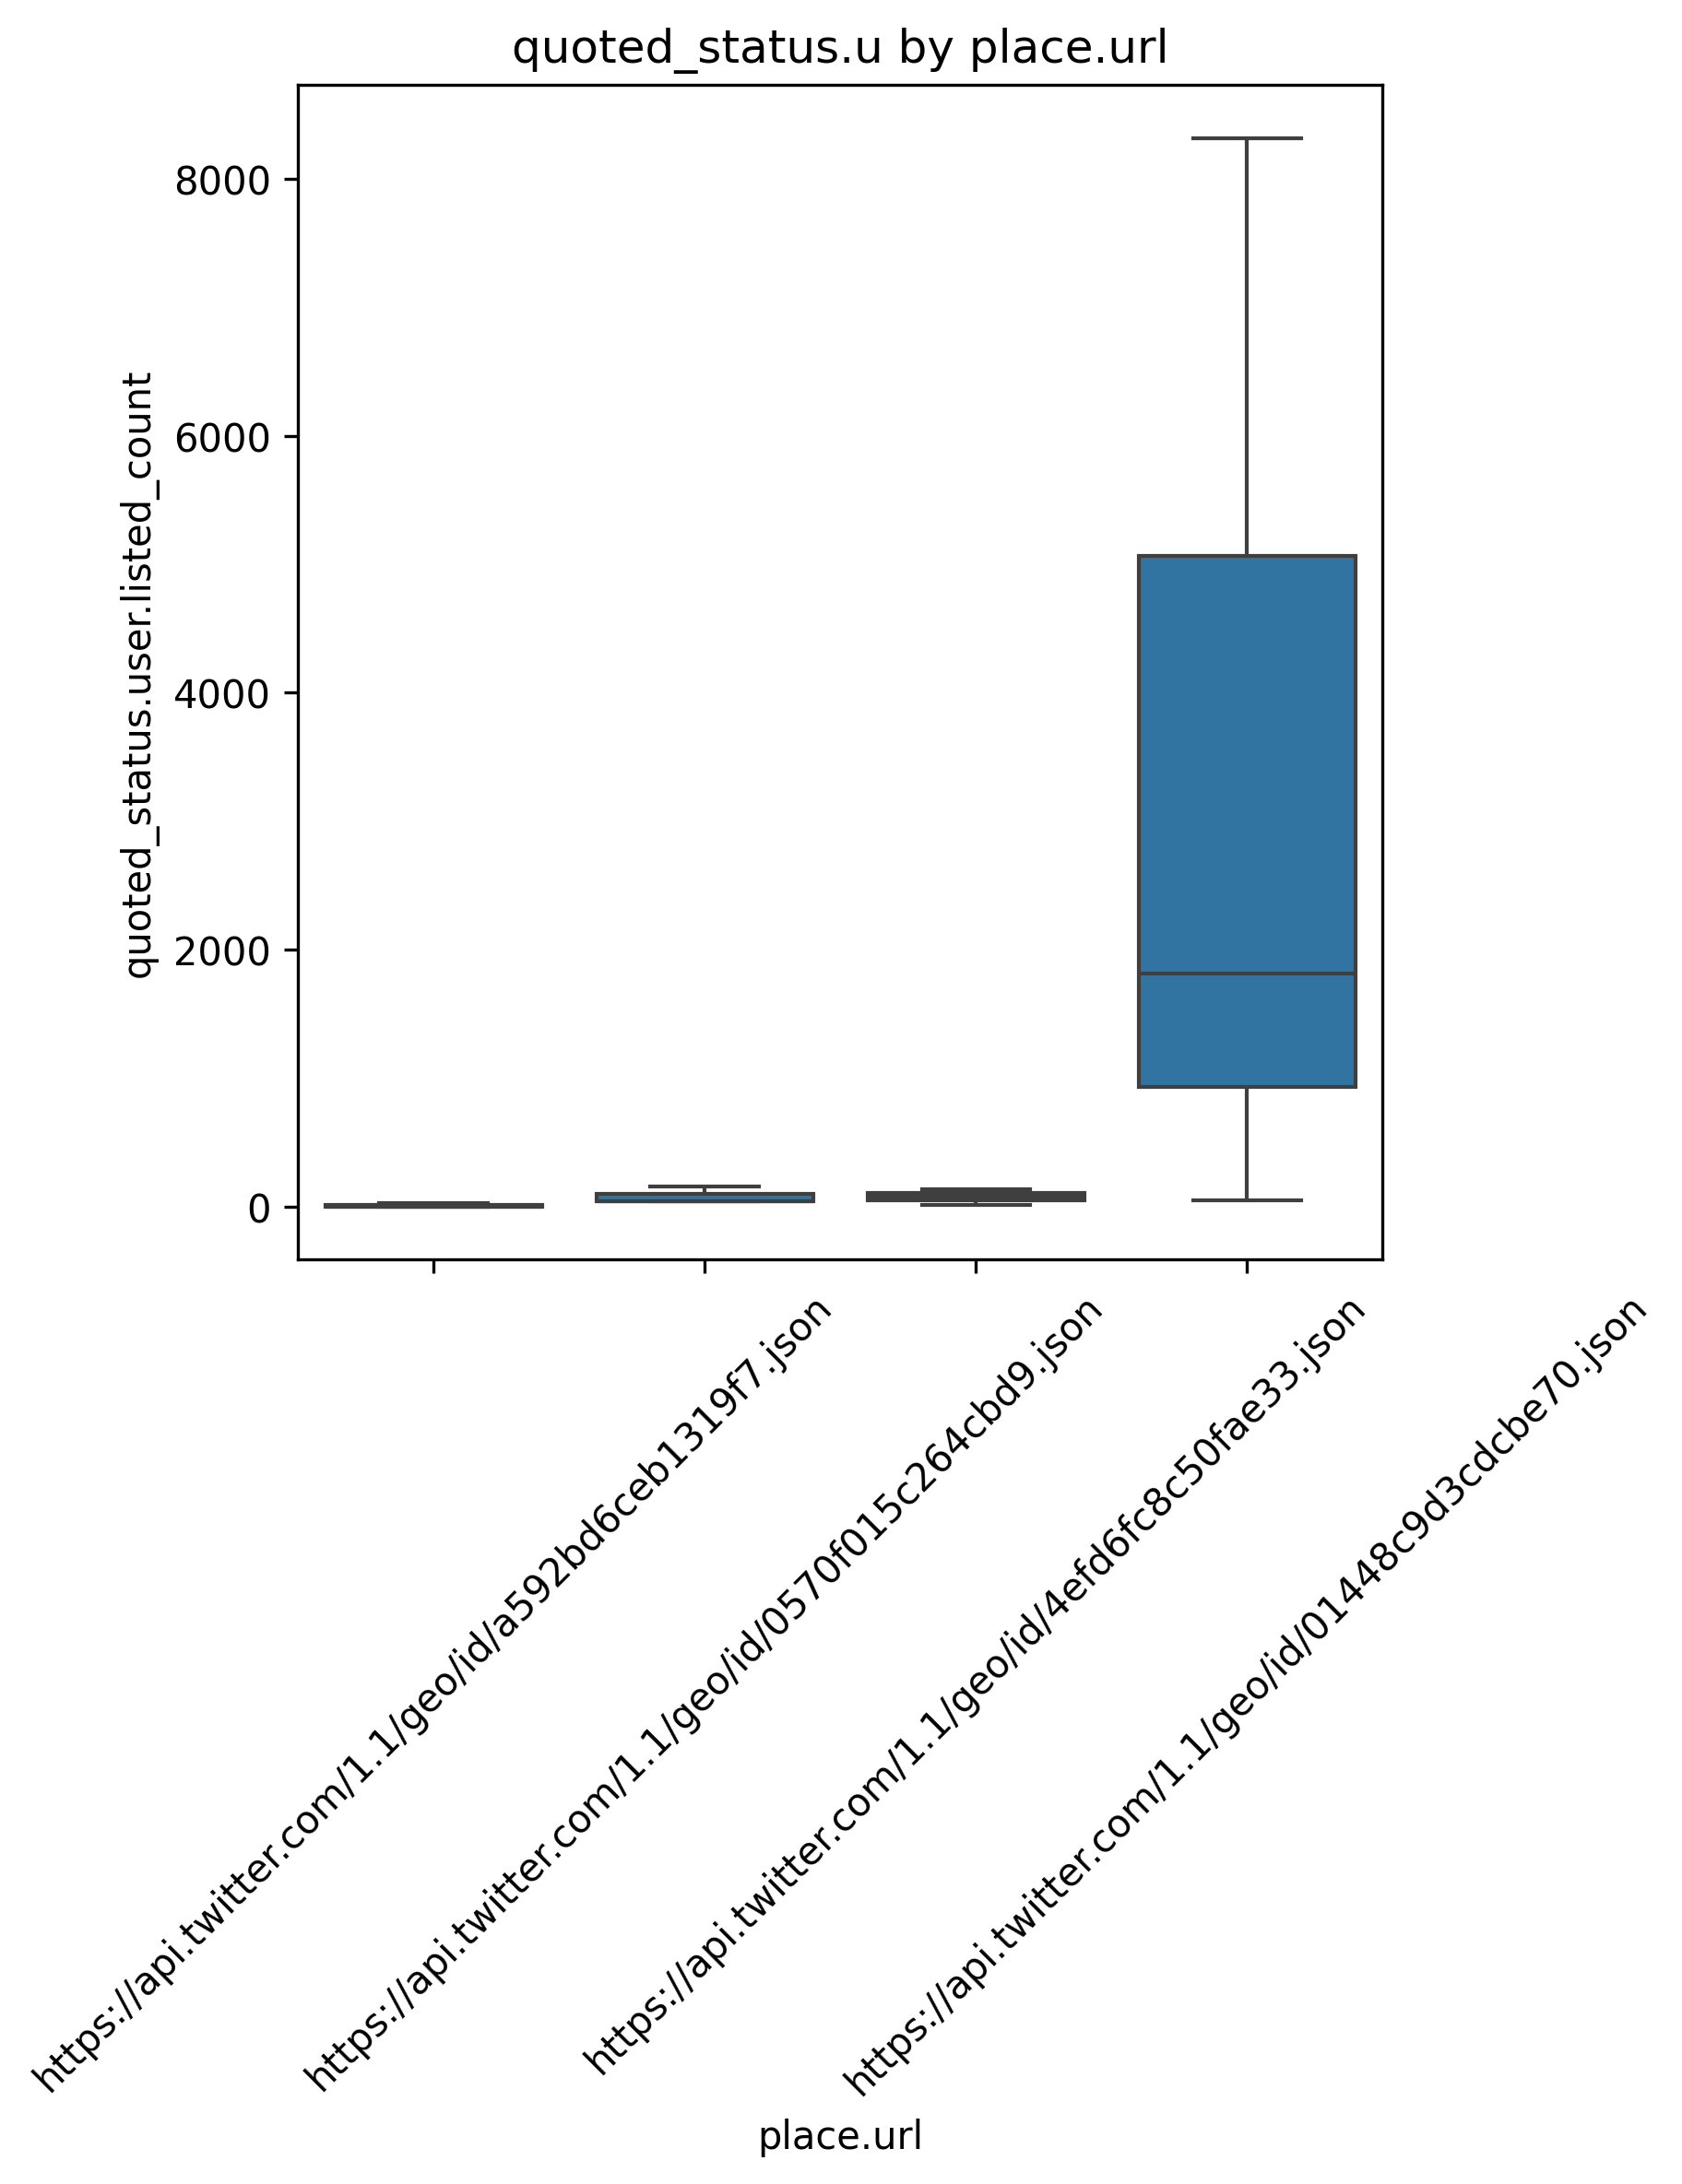 quoted_status.u by place.url
quoted_status.user.listed_count
8000
6000
4000
2000
0
https://api.twitter.com/1.1/geo/id/a592bd6ceb1319f7.json
https://api.twitter.com/1.1/geo/id/0570f015c264cbd9.json
https://api.twitter.com/1.1/geo/id/4efd6fc8c50fae33.json
https://api.twitter.com/1.1/geo/id/01448c9d3cdcbe70.json
place.url